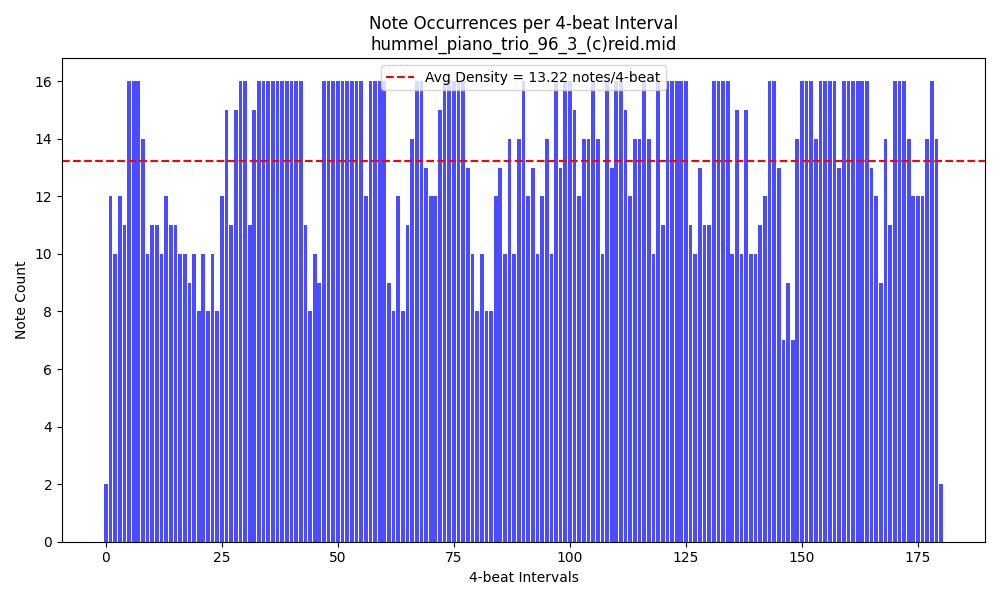 Note Occurrences per 4-beat Interval
hummel_piano_trio_96_3_(c)reid.mid
Avg Density = 13.22 notes/4-beat
Note Count
16
14
12
10
8
6
4
2
0
0 25 50 75 100 125 150 175
4-beat Intervals